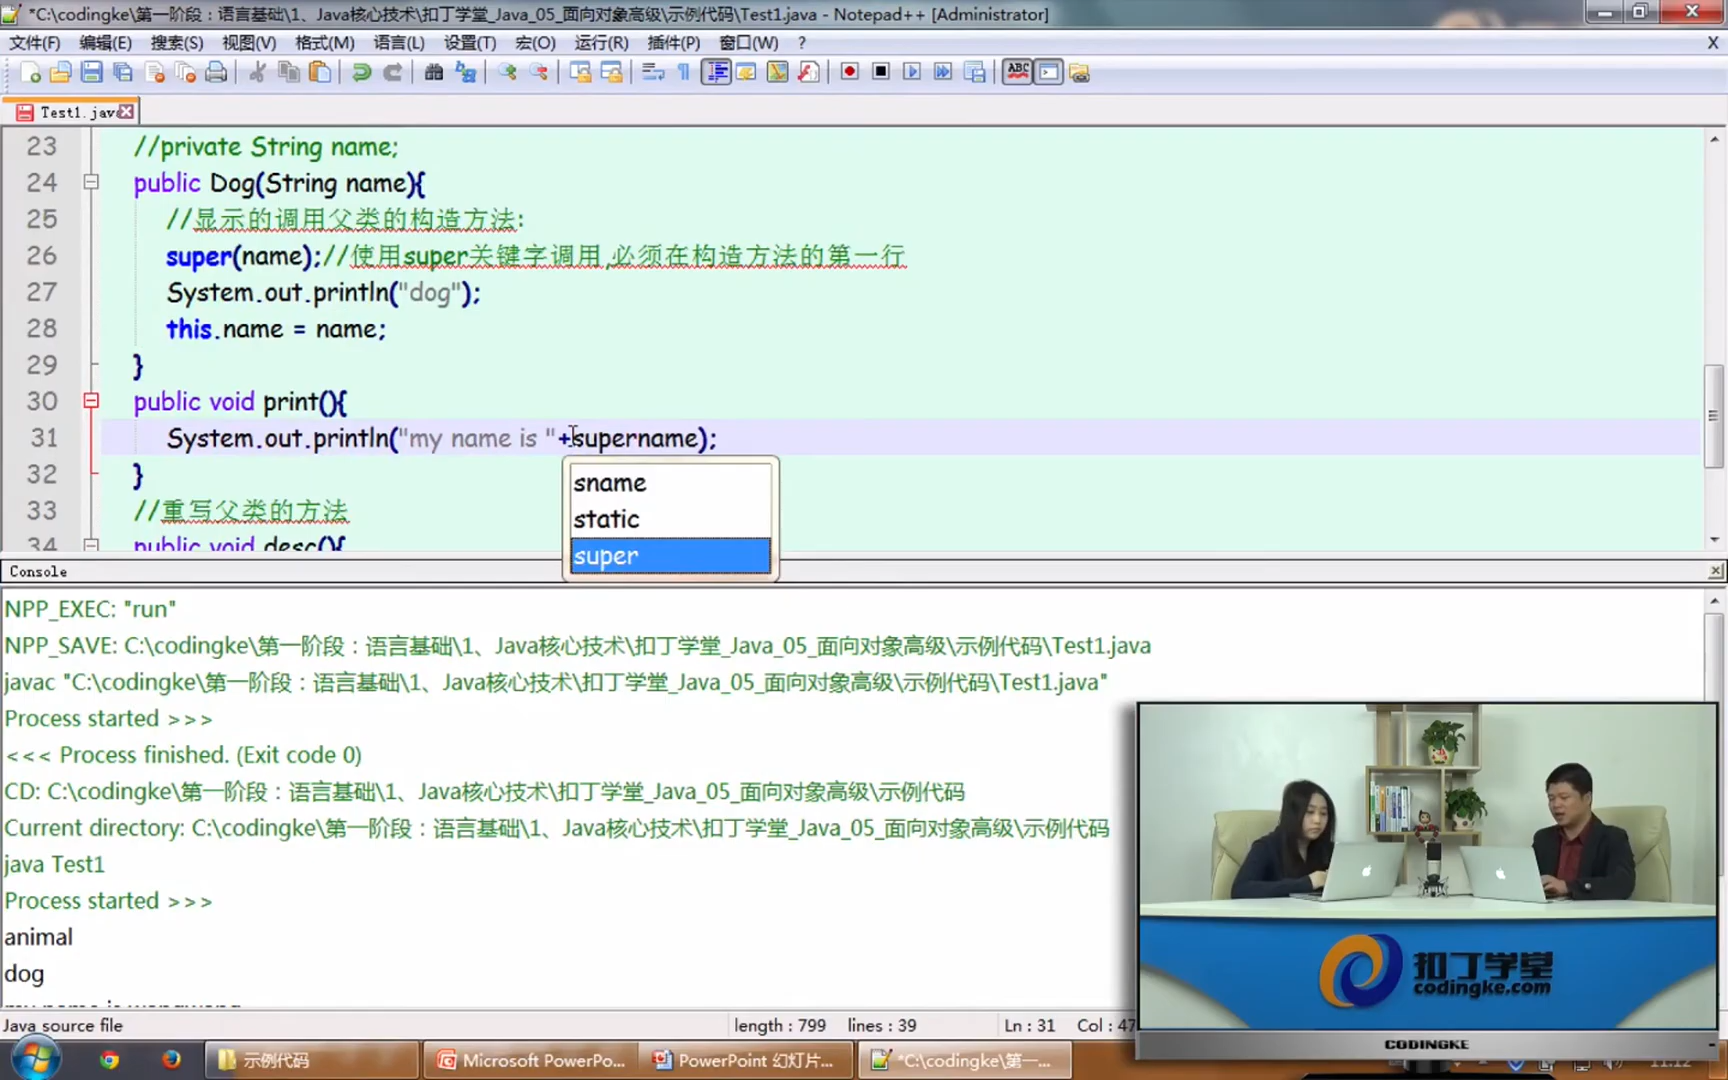 *C:\codingke\第一阶段：语言基础\1、Java核心技术\扣丁学堂_Java_05_面向对象高级\示例代码\Test1.java - Notepad++ [Administrator]
文件(F) 编辑(E) 搜索(S) 视图(V) 格式(M) 语言(L) 设置(T) 宏(O) 运行(R) 插件(P) 窗口(W) ? X
ABC
Test1.java
23 //private String name;
24 public Dog(String name){
25 //显示的调用父类的构造方法:
26 super(name);//使用super关键字调用,必须在构造方法的第一行
27 System.out.println("dog");
28 this.name = name;
29 }
30 public void print(){
31 System.out.println("my name is "+supername);
32 }
33 //重写父类的方法
34 public void desc(){
sname
static
super
Console
NPP_EXEC: "run"
NPP_SAVE: C:\codingke\第一阶段：语言基础\1、Java核心技术\扣丁学堂_Java_05_面向对象高级\示例代码\Test1.java
javac "C:\codingke\第一阶段：语言基础\1、Java核心技术\扣丁学堂_Java_05_面向对象高级\示例代码\Test1.java"
Process started >>>
<<< Process finished. (Exit code 0)
CD: C:\codingke\第一阶段：语言基础\1、Java核心技术\扣丁学堂_Java_05_面向对象高级\示例代码
Current directory: C:\codingke\第一阶段：语言基础\1、Java核心技术\扣丁学堂_Java_05_面向对象高级\示例代码
java Test1
Process started >>>
animal
dog
my name is wangwang
扣丁学堂
codingke.com
CODINGKE
Java source file length : 799 lines : 39 Ln : 31 Col : 47
示例代码 Microsoft PowerPo... PowerPoint 幻灯片... *C:\codingke\第一... 11:12